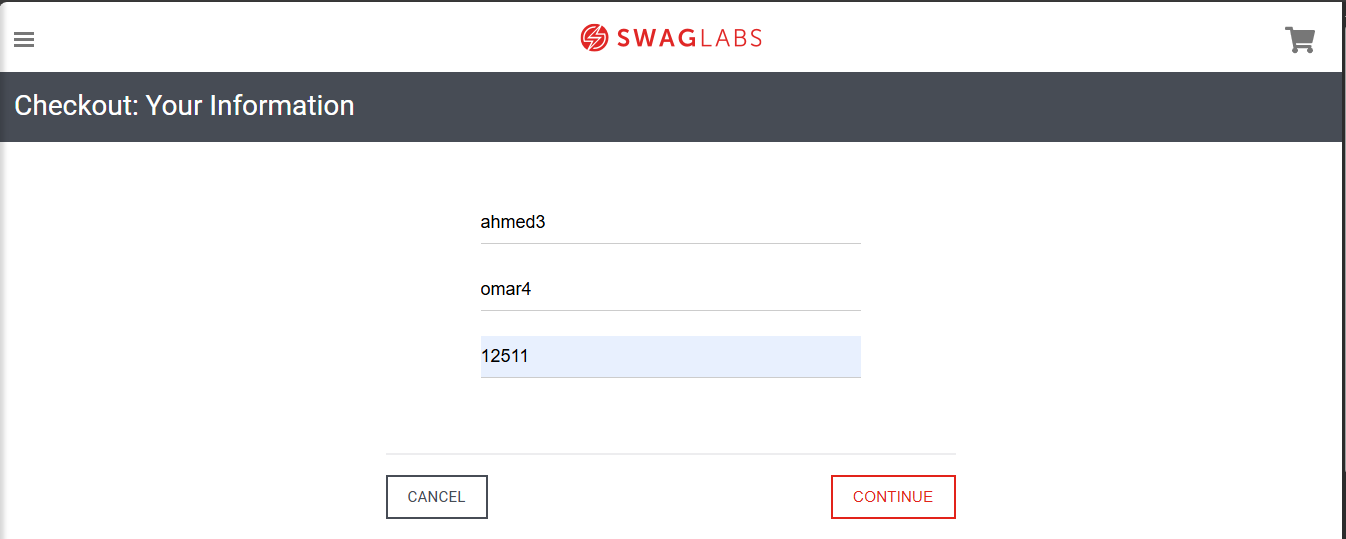 SWAGLABS
Checkout: Your Information
ahmed3
omar4
12511
CANCEL
CONTINUE